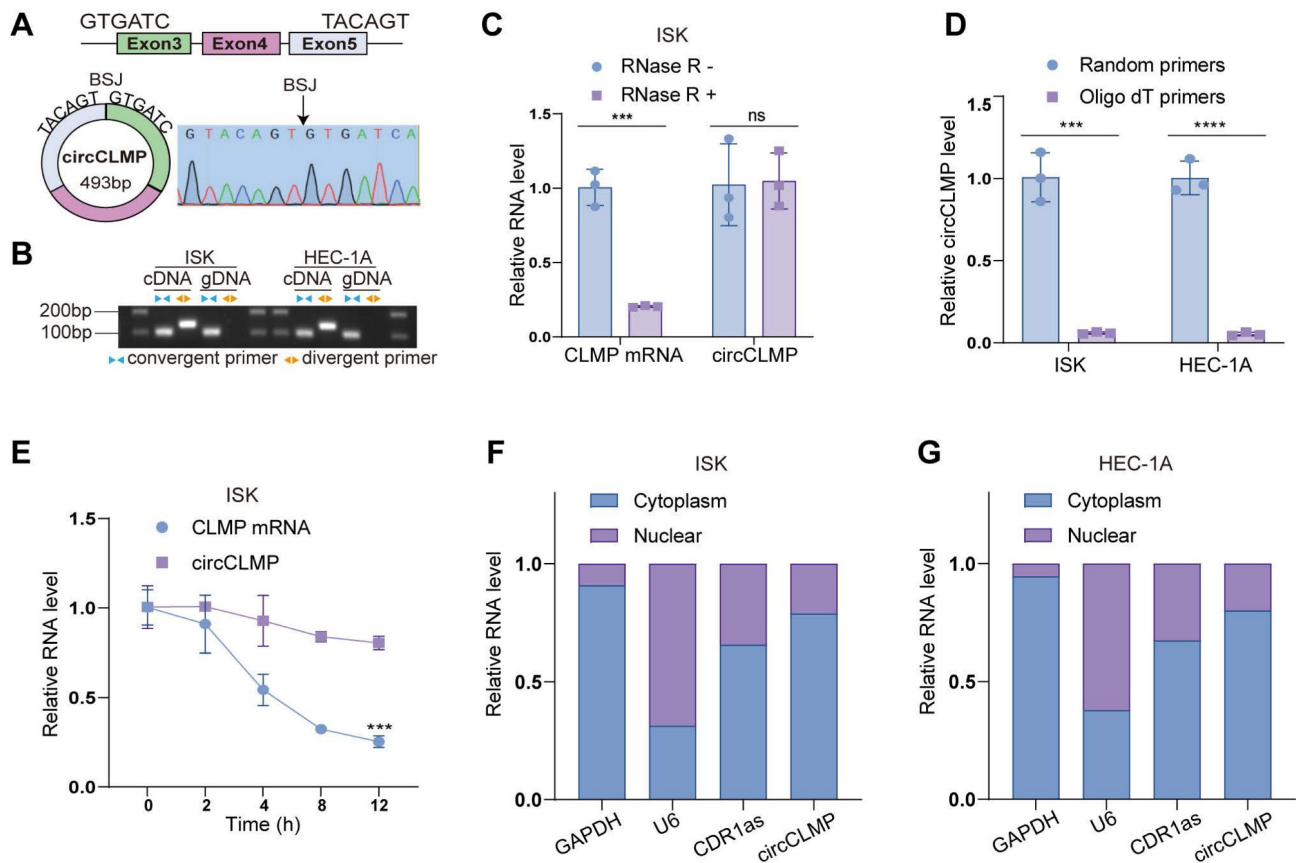 A
GTGATC TACAGT
Exon3 Exon4 Exon5
BSJ
TACAGT GTGATC
circCLMP
493bp
BSJ
G T A C A G T G T G A T C A
B
ISK HEC-1A
cDNA gDNA cDNA gDNA
200bp
100bp
convergent primer divergent primer
C
ISK
RNase R -
RNase R +
Relative RNA level
1.5
1.0
0.5
0.0
*** ns
CLMP mRNA circCLMP
D
Random primers
Oligo dT primers
Relative circCLMP level
1.5
1.0
0.5
0.0
*** ****
ISK HEC-1A
E
ISK
CLMP mRNA
circCLMP
Relative RNA level
1.5
1.0
0.5
0.0
***
0 2 4 8 12
Time (h)
F
ISK
Cytoplasm
Nuclear
Relative RNA level
1.0
0.5
0.0
GAPDH U6 CDR1as circCLMP
G
HEC-1A
Cytoplasm
Nuclear
Relative RNA level
1.0
0.5
0.0
GAPDH U6 CDR1as circCLMP